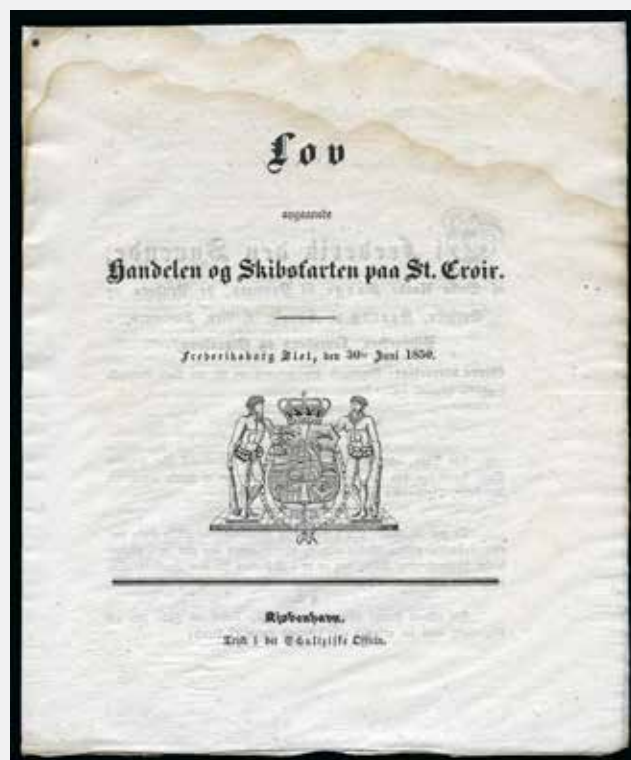 Lov
angaaende
Handelen og Skibsfarten paa St. Croix.
Frederiksborg Slot, den 30te Juni 1850.
Kjøbenhavn.
Trykt i det Schultziske Officin.